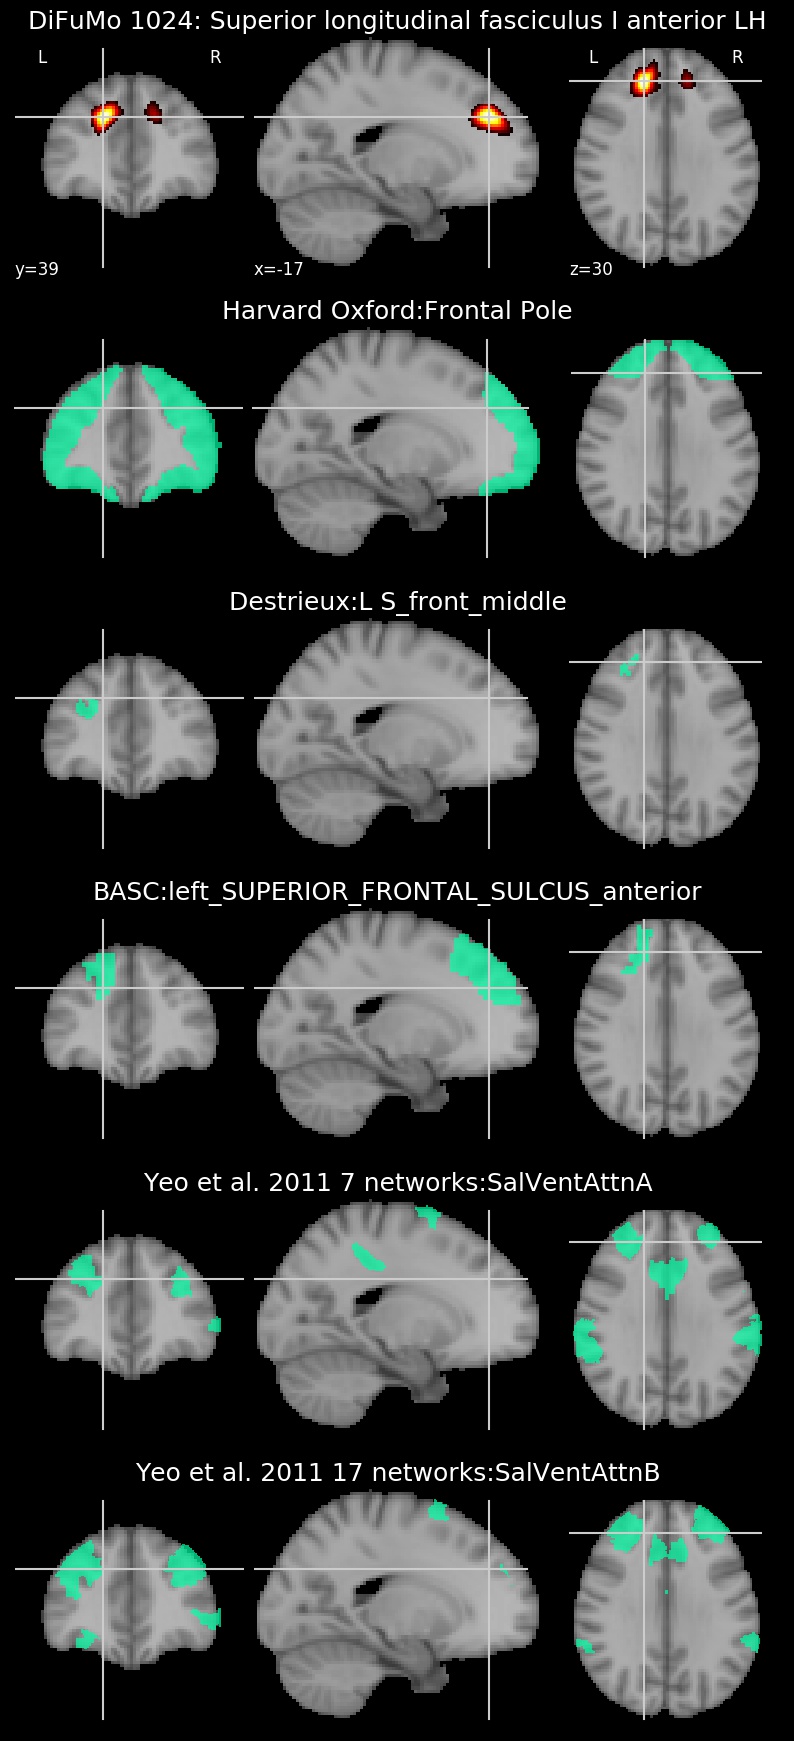 DiFuMo 1024: Superior longitudinal fasciculus I anterior LH
L R L R
y=39 x=-17 z=30
Harvard Oxford:Frontal Pole
Destrieux:L S_front_middle
BASC:left_SUPERIOR_FRONTAL_SULCUS_anterior
Yeo et al. 2011 7 networks:SalVentAttnA
Yeo et al. 2011 17 networks:SalVentAttnB